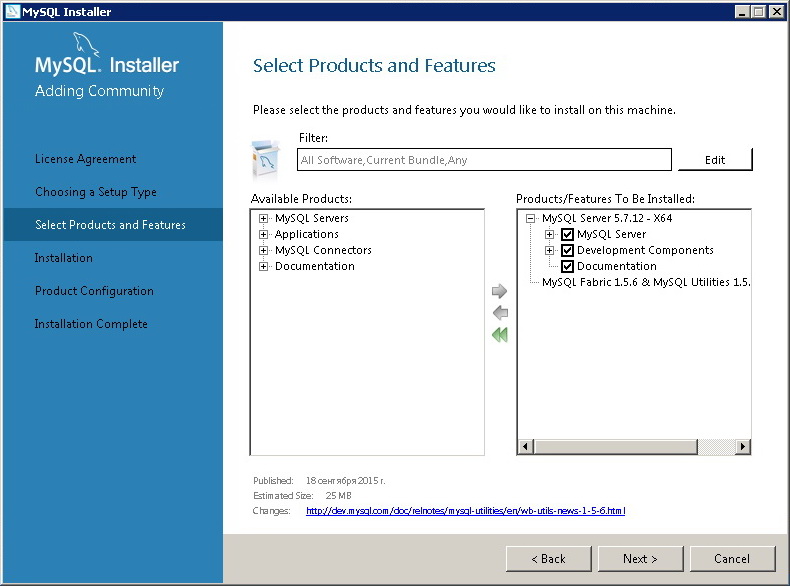 MySQL Installer
MySQL. Installer
Adding Community
License Agreement
Choosing a Setup Type
Select Products and Features
Installation
Product Configuration
Installation Complete
Select Products and Features
Please select the products and features you would like to install on this machine.
Filter:
All Software,Current Bundle,Any
Edit
Available Products:
MySQL Servers
Applications
MySQL Connectors
Documentation
Products/Features To Be Installed:
MySQL Server 5.7.12 - X64
MySQL Server
Development Components
Documentation
MySQL Fabric 1.5.6 & MySQL Utilities 1.5.
Published: 18 сентября 2015 г.
Estimated Size: 25 MB
Changes: http://dev.mysql.com/doc/relnotes/mysql-utilities/en/wb-utils-news-1-5-6.html
< Back
Next >
Cancel